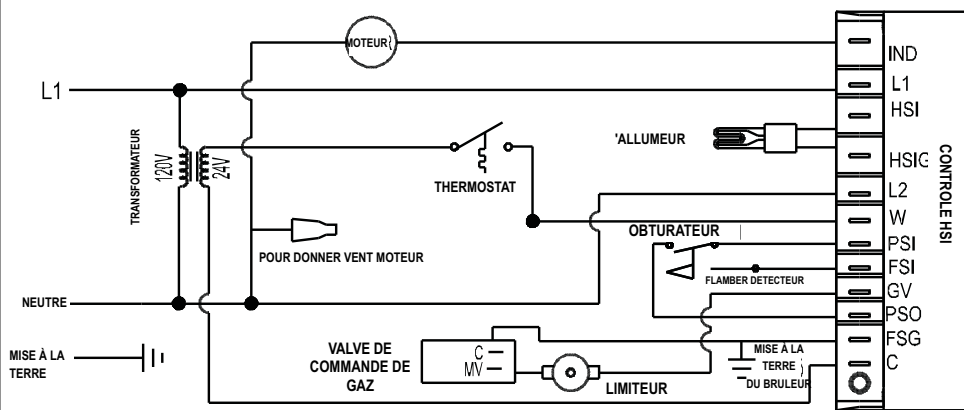 MOTEUR
IND
L1
L1
HSI
TRANSFORMATEUR
120V
24V
'ALLUMEUR
HSIG
THERMOSTAT
L2
W
CONTROLE HSI
OBTURATEUR
PSI
POUR DONNER VENT MOTEUR
FLAMBER DETECTEUR
FSI
GV
NEUTRE
PSO
VALVE DE
COMMANDE DE
GAZ
C
MV
MISE À LA
TERRE
DU BRULEUR
FSG
MISE À LA
TERRE
C
LIMITEUR